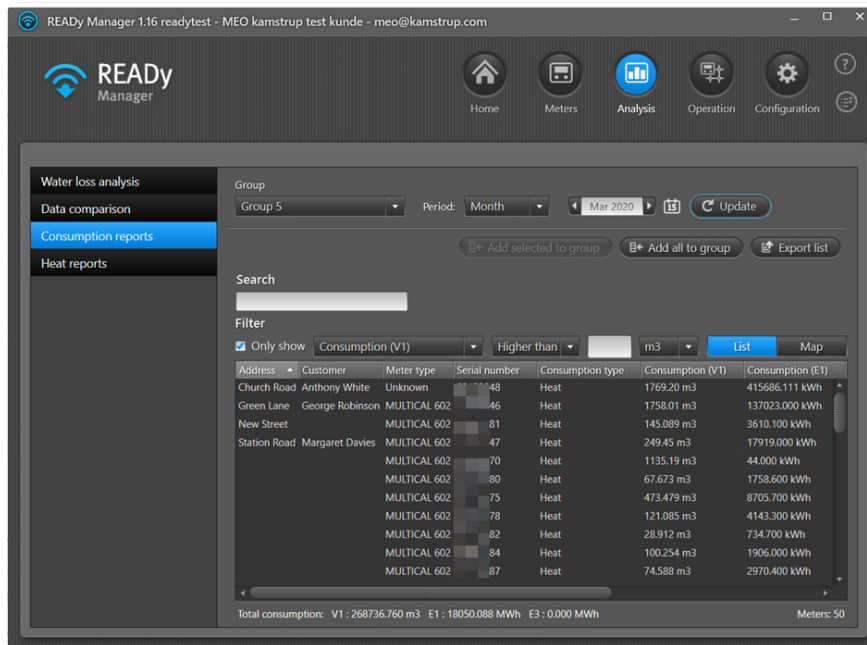 READy Manager 1.16 readytest - MEO kamstrup test kunde - meo@kamstrup.com
READy
Manager
Home Meters Analysis Operation Configuration
?
Water loss analysis
Data comparison
Consumption reports
Heat reports
Group
Group 5 Period: Month Mar 2020 15 Update
Add selected to group Add all to group Export list
Search
Filter
Only show Consumption (V1) Higher than m3 List Map
Address Customer Meter type Serial number Consumption type Consumption (V1) Consumption (E1)
Church Road Anthony White Unknown 48 Heat 1769.20 m3 415686.111 kWh
Green Lane George Robinson MULTICAL 602 46 Heat 1758.01 m3 137023.000 kWh
New Street MULTICAL 602 81 Heat 145.089 m3 3610.100 kWh
Station Road Margaret Davies MULTICAL 602 47 Heat 249.45 m3 17919.000 kWh
MULTICAL 602 70 Heat 1135.19 m3 44.000 kWh
MULTICAL 602 80 Heat 67.673 m3 1758.600 kWh
MULTICAL 602 75 Heat 473.479 m3 8705.700 kWh
MULTICAL 602 78 Heat 121.085 m3 4143.300 kWh
MULTICAL 602 82 Heat 28.912 m3 734.700 kWh
MULTICAL 602 84 Heat 100.254 m3 1906.000 kWh
MULTICAL 602 87 Heat 74.588 m3 2970.400 kWh
Total consumption: V1 : 268736.760 m3 E1 : 18050.088 MWh E3 : 0.000 MWh Meters: 50